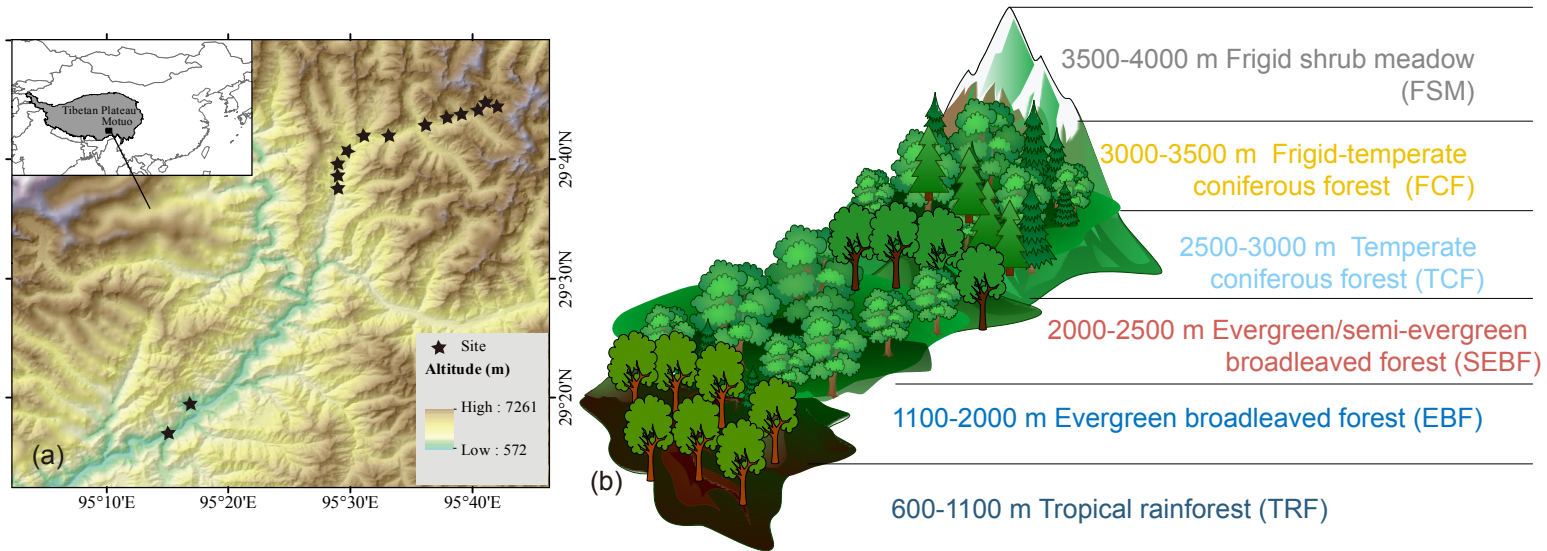 Tibetan Plateau
Motuo
29°40'N
29°30'N
29°20'N
Site
Altitude (m)
High : 7261
Low : 572
(a)
95°10'E
95°20'E
95°30'E
95°40'E
3500-4000 m Frigid shrub meadow
(FSM)
3000-3500 m Frigid-temperate
coniferous forest (FCF)
2500-3000 m Temperate
coniferous forest (TCF)
2000-2500 m Evergreen/semi-evergreen
broadleaved forest (SEBF)
1100-2000 m Evergreen broadleaved forest (EBF)
(b)
600-1100 m Tropical rainforest (TRF)